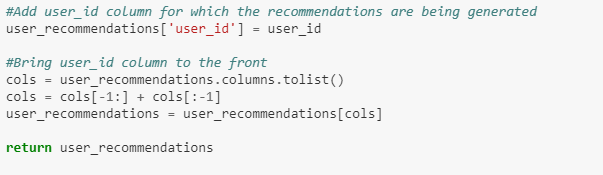 #Add user_id column for which the recommendations are being generated
user_recommendations['user_id'] = user_id
#Bring user_id column to the front
cols = user_recommendations.columns.tolist()
cols = cols[-1:] + cols[:-1]
user_recommendations = user_recommendations[cols]
return user_recommendations